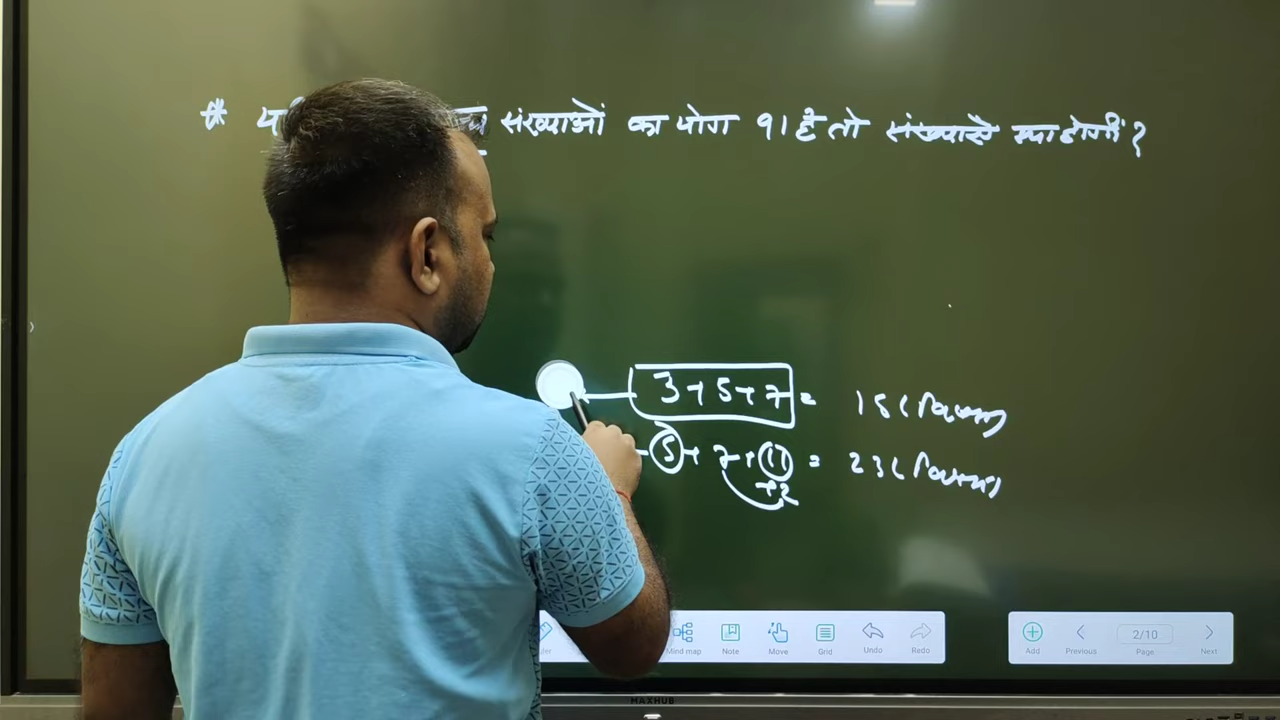 * संख्याओं का योग 91 है तो संख्याऐ क्या होगीं ?
3+5+7 = 15 (विषम)
5 + 7 + 11 = 23 (विषम)
+2
Mind map Note Move Grid Undo Redo
Add Previous 2/10 Page Next
MAXHUB